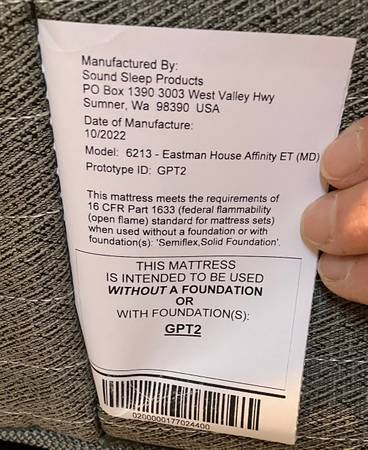 Manufactured By:
Sound Sleep Products
PO Box 1390 3003 West Valley Hwy
Sumner, Wa  98390  USA
Date of Manufacture:
10/2022
Model:  6213 - Eastman House Affinity ET (MD)
Prototype ID:  GPT2
This mattress meets the requirements of
16 CFR Part 1633 (federal flammability
(open flame) standard for mattress sets)
when used without a foundation or with
foundation(s): 'Semiflex,Solid Foundation'.
THIS MATTRESS
IS INTENDED TO BE USED
WITHOUT A FOUNDATION
OR
WITH FOUNDATION(S):
GPT2
0200000177024400